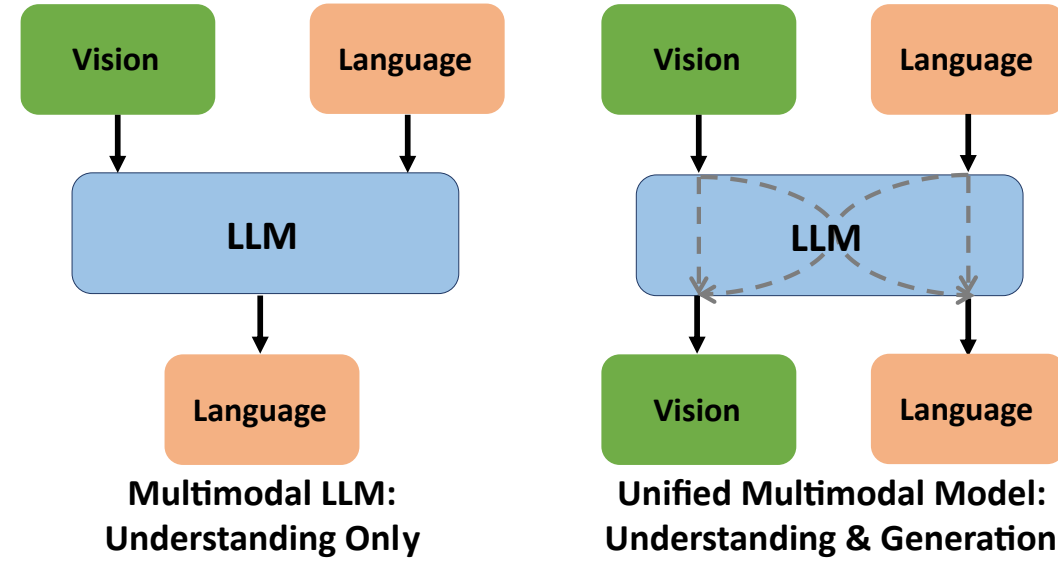 Vision
Language
LLM
Language
Multimodal LLM:
Understanding Only
Vision
Language
LLM
Vision
Language
Unified Multimodal Model:
Understanding & Generation